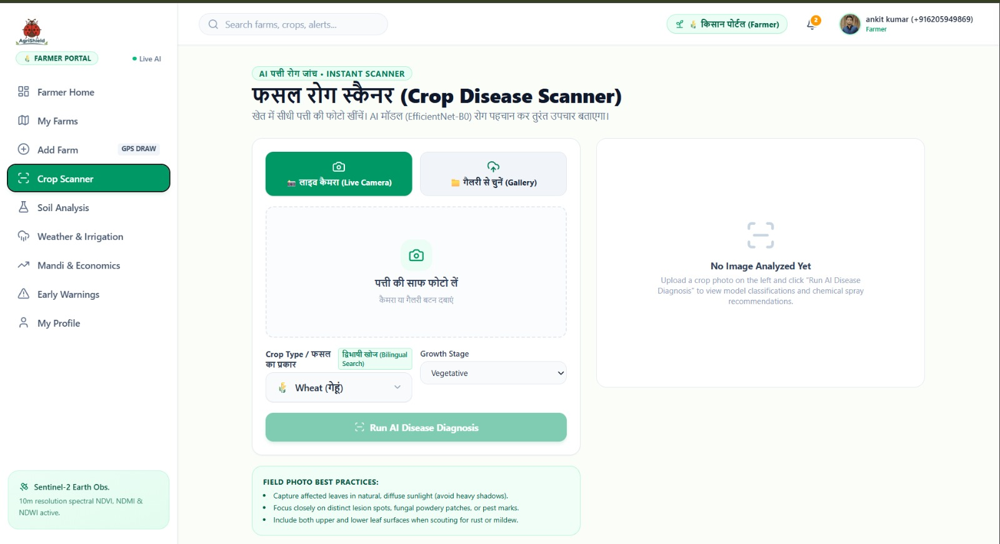 AgriShield
FARMER PORTAL
Live AI
Farmer Home
My Farms
Add Farm
GPS DRAW
Crop Scanner
Soil Analysis
Weather & Irrigation
Mandi & Economics
Early Warnings
My Profile
Sentinel-2 Earth Obs.
10m resolution spectral NDVI, NDMI &
NDWI active.
Search farms, crops, alerts...
किसान पोर्टल (Farmer)
2
ankit kumar (+916205949869)
Farmer
AI पत्ती रोग जांच • INSTANT SCANNER
फसल रोग स्कैनर (Crop Disease Scanner)
खेत में सीधी पत्ती की फोटो खींचें। AI मॉडल (EfficientNet-B0) रोग पहचान कर तुरंत उपचार बताएगा।
लाइव कैमरा (Live Camera)
गैलरी से चुनें (Gallery)
पत्ती की साफ फोटो लें
कैमरा या गैलरी बटन दबाएं
Crop Type / फसल
का प्रकार
द्विभाषी खोज (Bilingual
Search)
Wheat (गेहूं)
Growth Stage
Vegetative
Run AI Disease Diagnosis
FIELD PHOTO BEST PRACTICES:
• Capture affected leaves in natural, diffuse sunlight (avoid heavy shadows).
• Focus closely on distinct lesion spots, fungal powdery patches, or pest marks.
• Include both upper and lower leaf surfaces when scouting for rust or mildew.
No Image Analyzed Yet
Upload a crop photo on the left and click "Run AI Disease
Diagnosis" to view model classifications and chemical spray
recommendations.